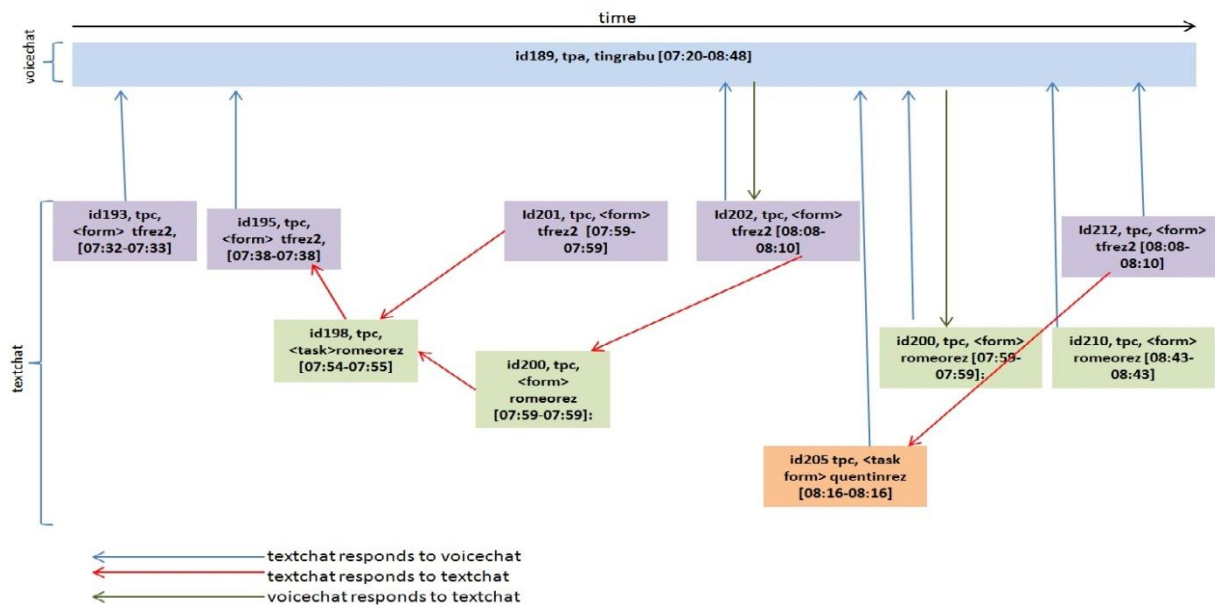 time
voicechat
id189, tpa, tingrabu [07:20-08:48]
textchat
id193, tpc,
<form> tfrez2,
[07:32-07:33]
id195, tpc,
<form> tfrez2,
[07:38-07:38]
Id201, tpc, <form>
tfrez2 [07:59-
07:59]
Id202, tpc, <form>
tfrez2 [08:08-
08:10]
Id212, tpc, <form>
tfrez2 [08:08-
08:10]
id198, tpc,
<task>romeorez
[07:54-07:55]
id200, tpc,
<form>
romeorez
[07:59-07:59]:
id200, tpc, <form>
romeorez [07:59-
07:59]:
id210, tpc, <form>
romeorez [08:43-
08:43]
id205 tpc, <task
form> quentinrez
[08:16-08:16]
textchat responds to voicechat
textchat responds to textchat
voicechat responds to textchat